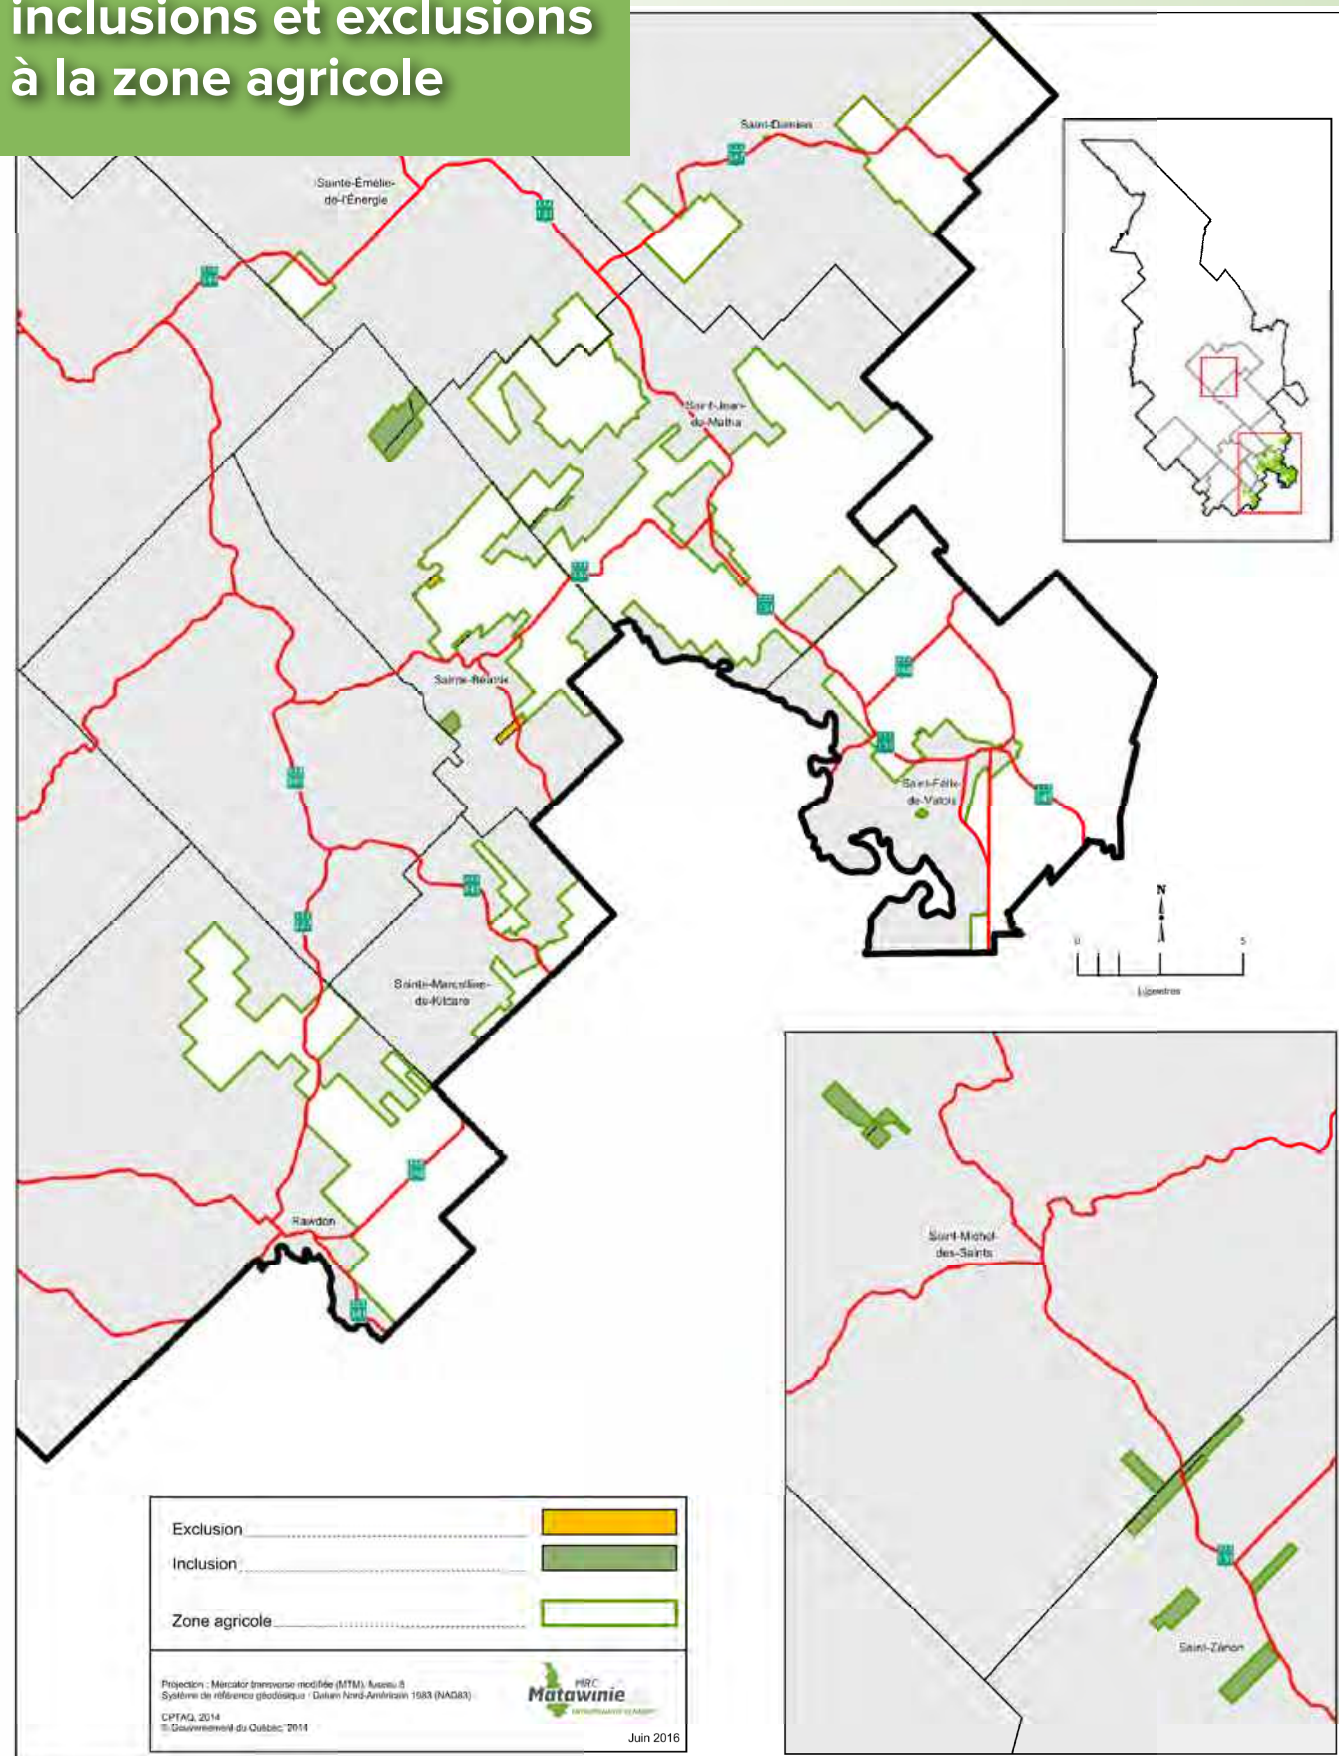 inclusions et exclusions
à la zone agricole
Saint-Damien
Sainte-Émélie-
de-l'Énergie
Saint-Jean-
de-Matha
Sainte-Béatrix
Saint-Félix-
de-Valois
N
0 5
Kilomètres
Sainte-Marcelline-
de-Kildare
Rawdon
Saint-Michel-
des-Saints
Saint-Zénon
Exclusion
Inclusion
Zone agricole
Projection : Mercator transverse modifiée (MTM), fuseau 8
Système de référence géodésique : Datum Nord-Américain 1983 (NAD83)
CPTAQ, 2014
© Gouvernement du Québec, 2014
MRC
Matawinie
Juin 2016